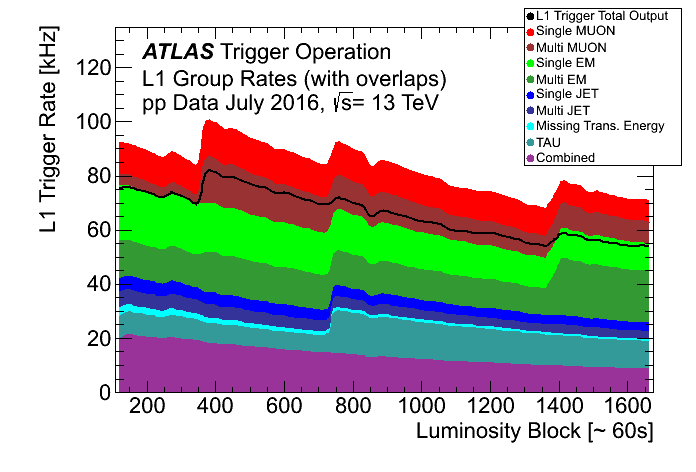 L1 Trigger Total Output
Single MUON
Multi MUON
Single EM
Multi EM
Single JET
Multi JET
Missing Trans. Energy
TAU
Combined
ATLAS Trigger Operation
L1 Group Rates (with overlaps)
pp Data July 2016, √s= 13 TeV
L1 Trigger Rate [kHz]
120
100
80
60
40
20
0
200 400 600 800 1000 1200 1400 1600
Luminosity Block [~ 60s]